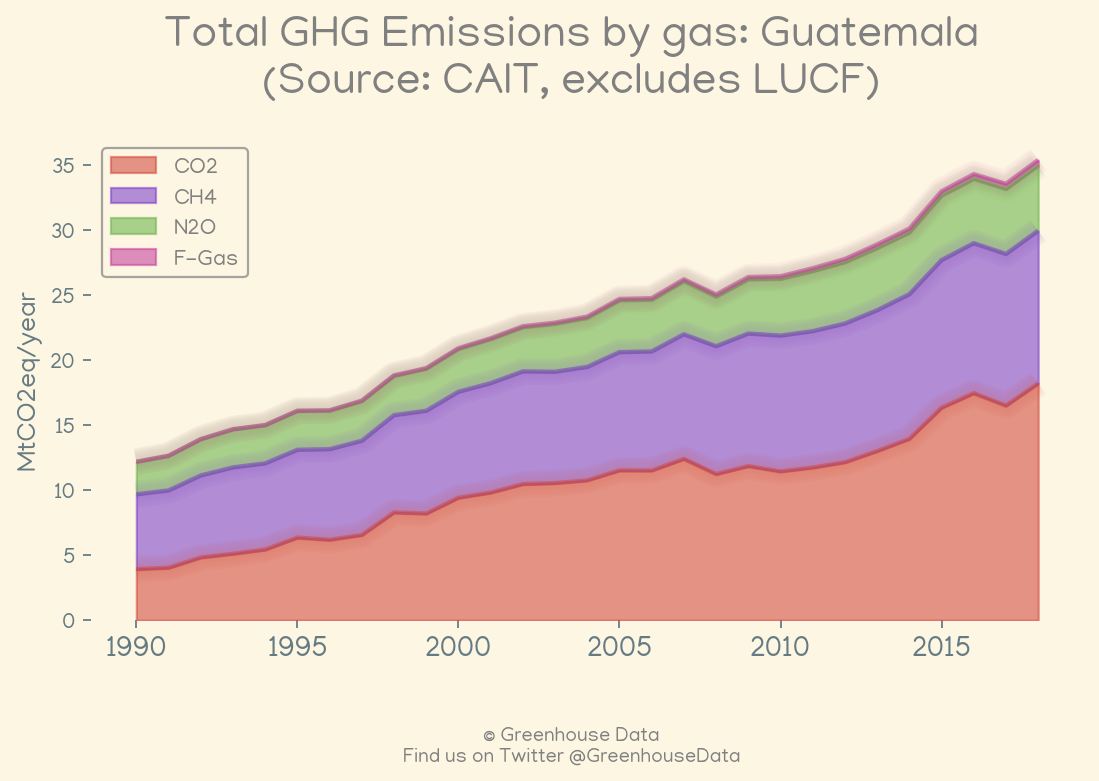 Total GHG Emissions by gas: Guatemala
(Source: CAIT, excludes LUCF)
35
30
25
20
15
10
5
0
MtCO2eq/year
CO2
CH4
N2O
F-Gas
1990 1995 2000 2005 2010 2015
© Greenhouse Data
Find us on Twitter @GreenhouseData